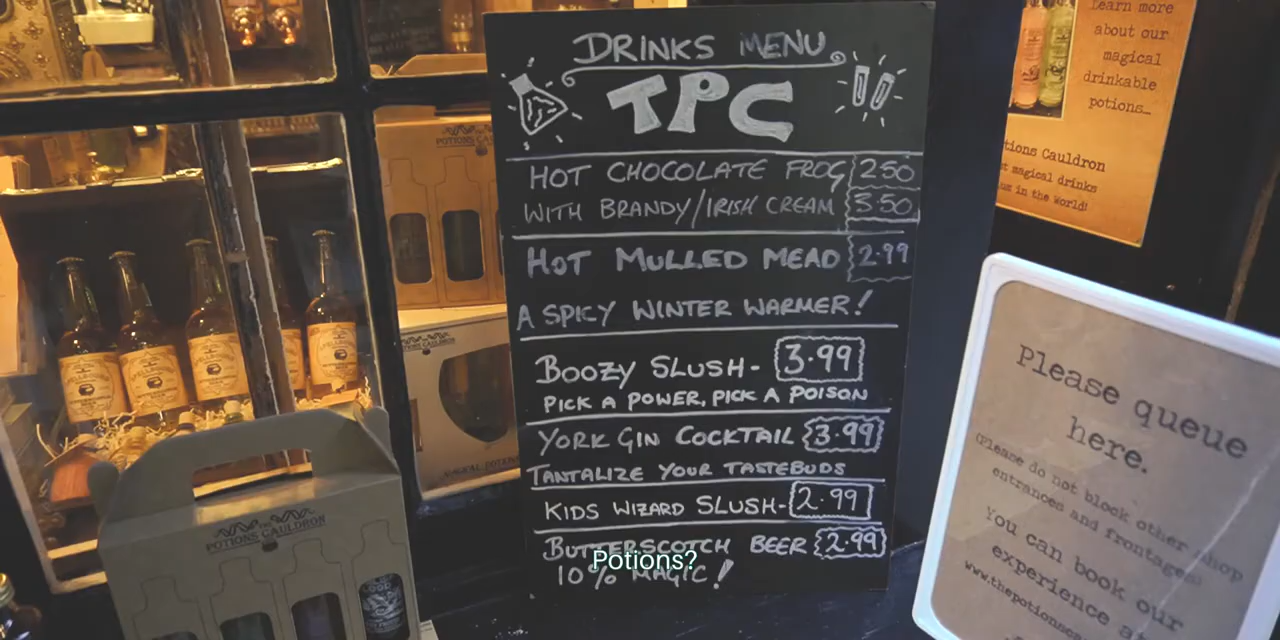 DRINKS MENU
TPC
HOT CHOCOLATE FROG 2.50
WITH BRANDY/IRISH CREAM 3.50
HOT MULLED MEAD 2.99
A SPICY WINTER WARMER!
BOOZY SLUSH- 3.99
PICK A POWER, PICK A POISON
YORK GIN COCKTAIL 3.99
TANTALIZE YOUR TASTEBUDS
KIDS WIZARD SLUSH- 2.99
BUTTERSCOTCH BEER 2.99
10% MAGIC!
Potions?
Learn more
about our
magical
drinkable
potions_
Potions Cauldron
magical drinks
in the World!
Please queue
here.
(Please do not block other shop
entrances and frontages)
You can book our
experience
www.thepotions
THE
POTIONS CAULDRON
POTIONS